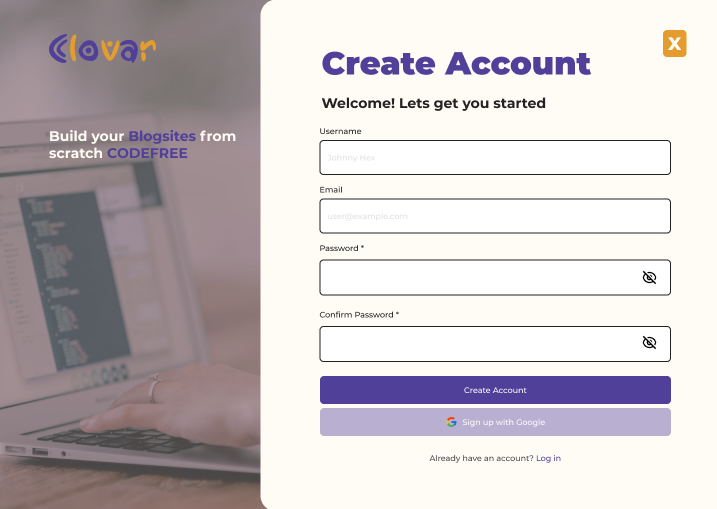 Clovar
Build your Blogsites from
scratch CODEFREE
X
Create Account
Welcome! Lets get you started
Username
Johnny Hex
Email
user@example.com
Password *
Confirm Password *
Create Account
Sign up with Google
Already have an account? Log in